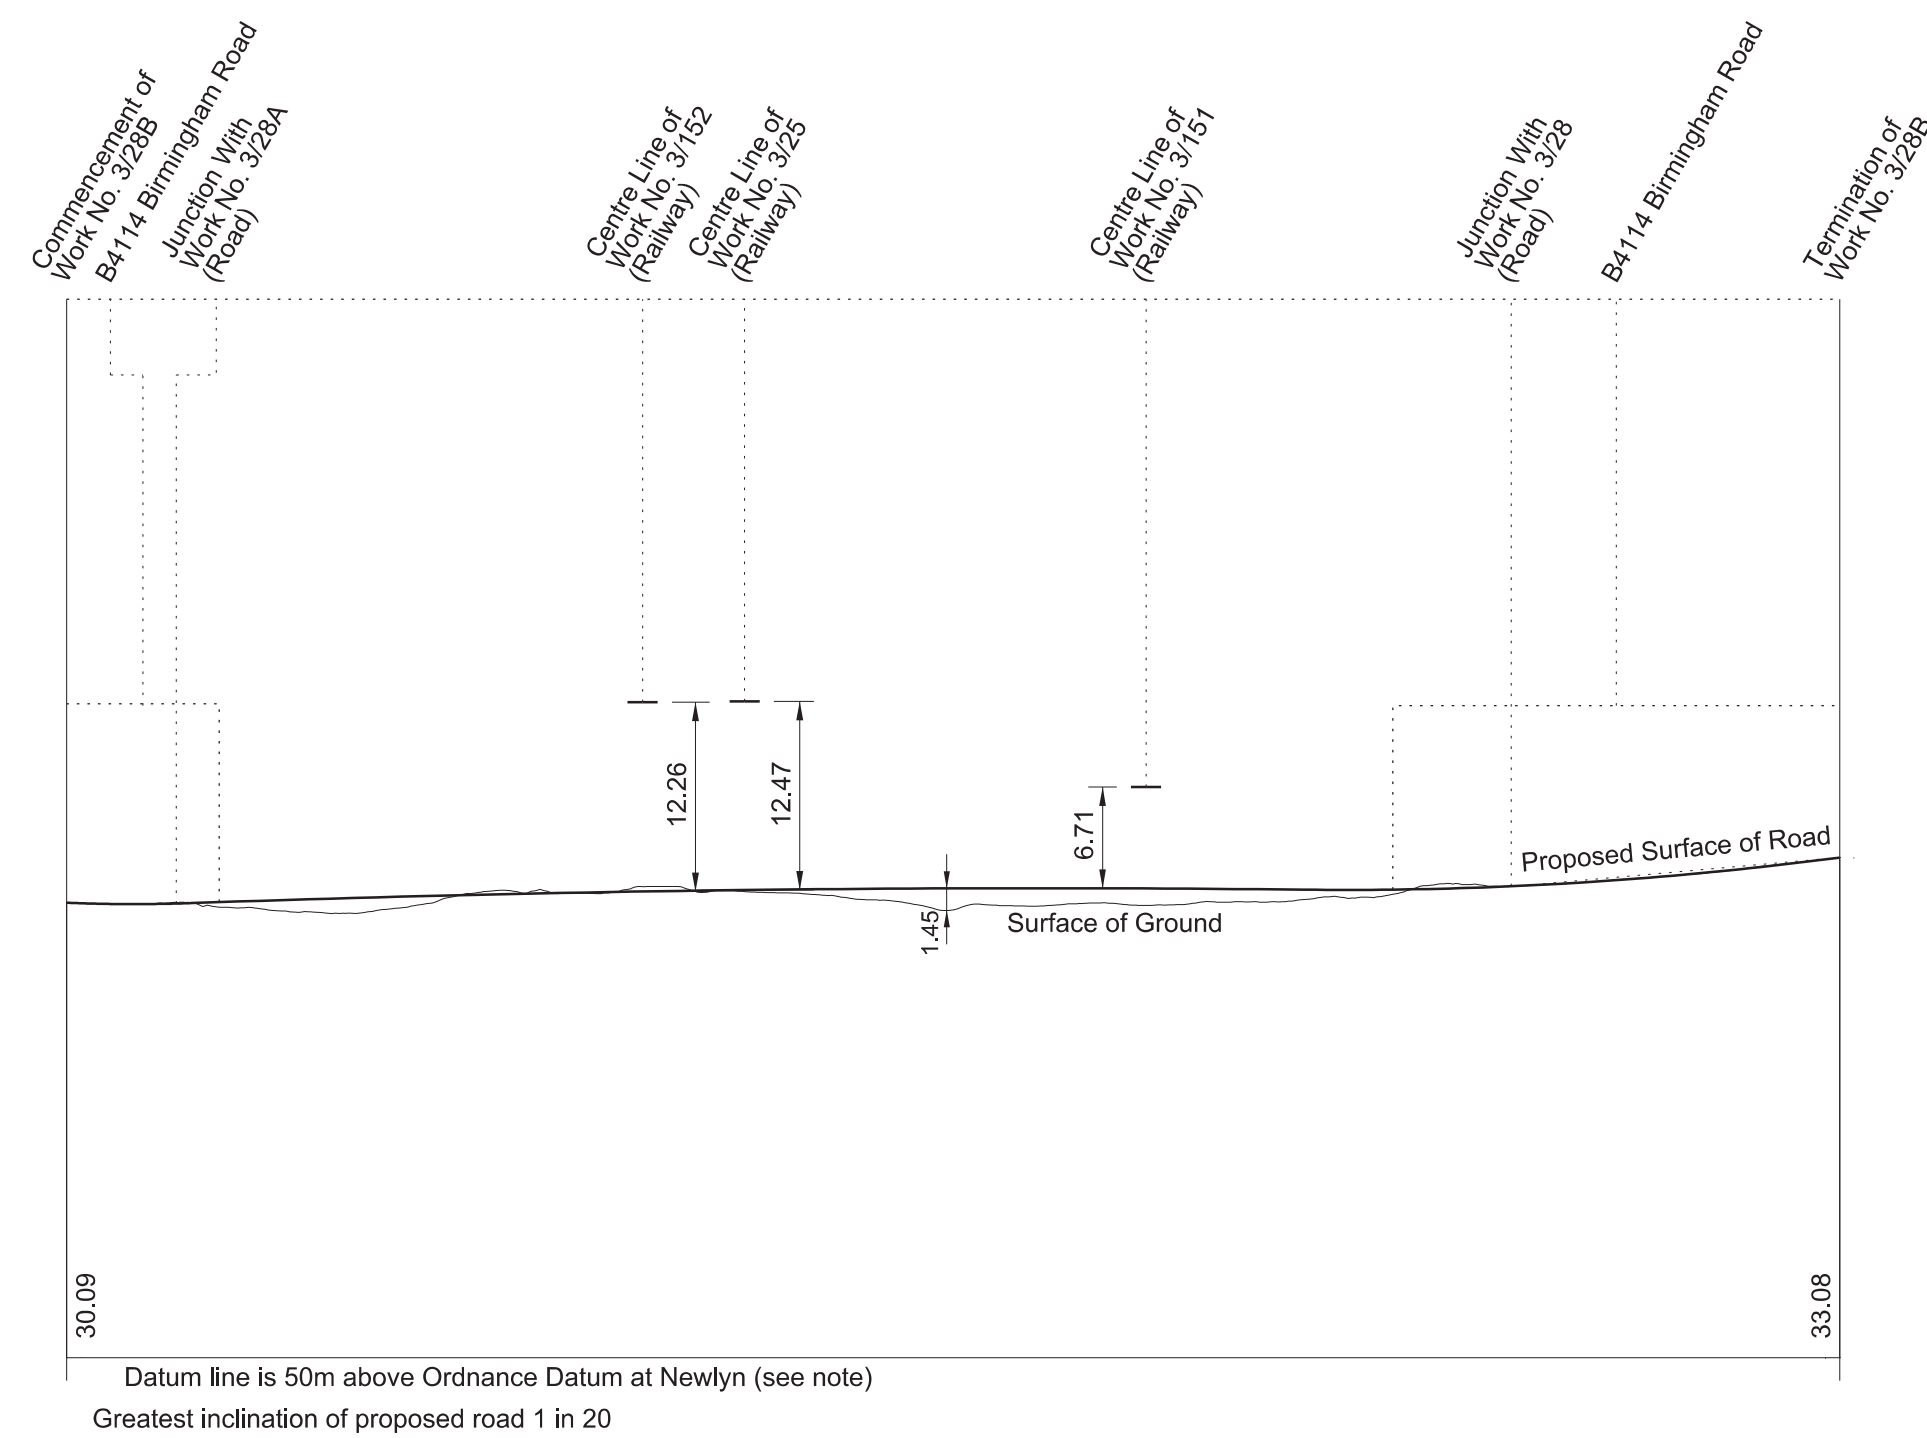 Commencement of
Work No. 3/28B
B4114 Birmingham Road
Junction With
Work No. 3/28A
(Road)
Centre Line of
Work No. 3/152
(Railway)
Centre Line of
Work No. 3/25
(Railway)
Centre Line of
Work No. 3/151
(Railway)
Junction With
Work No. 3/28
(Road)
B4114 Birmingham Road
Termination of
Work No. 3/28B
12.26
12.47
6.71
Proposed Surface of Road
1.45
Surface of Ground
30.09
33.08
Datum line is 50m above Ordnance Datum at Newlyn (see note)
Greatest inclination of proposed road 1 in 20